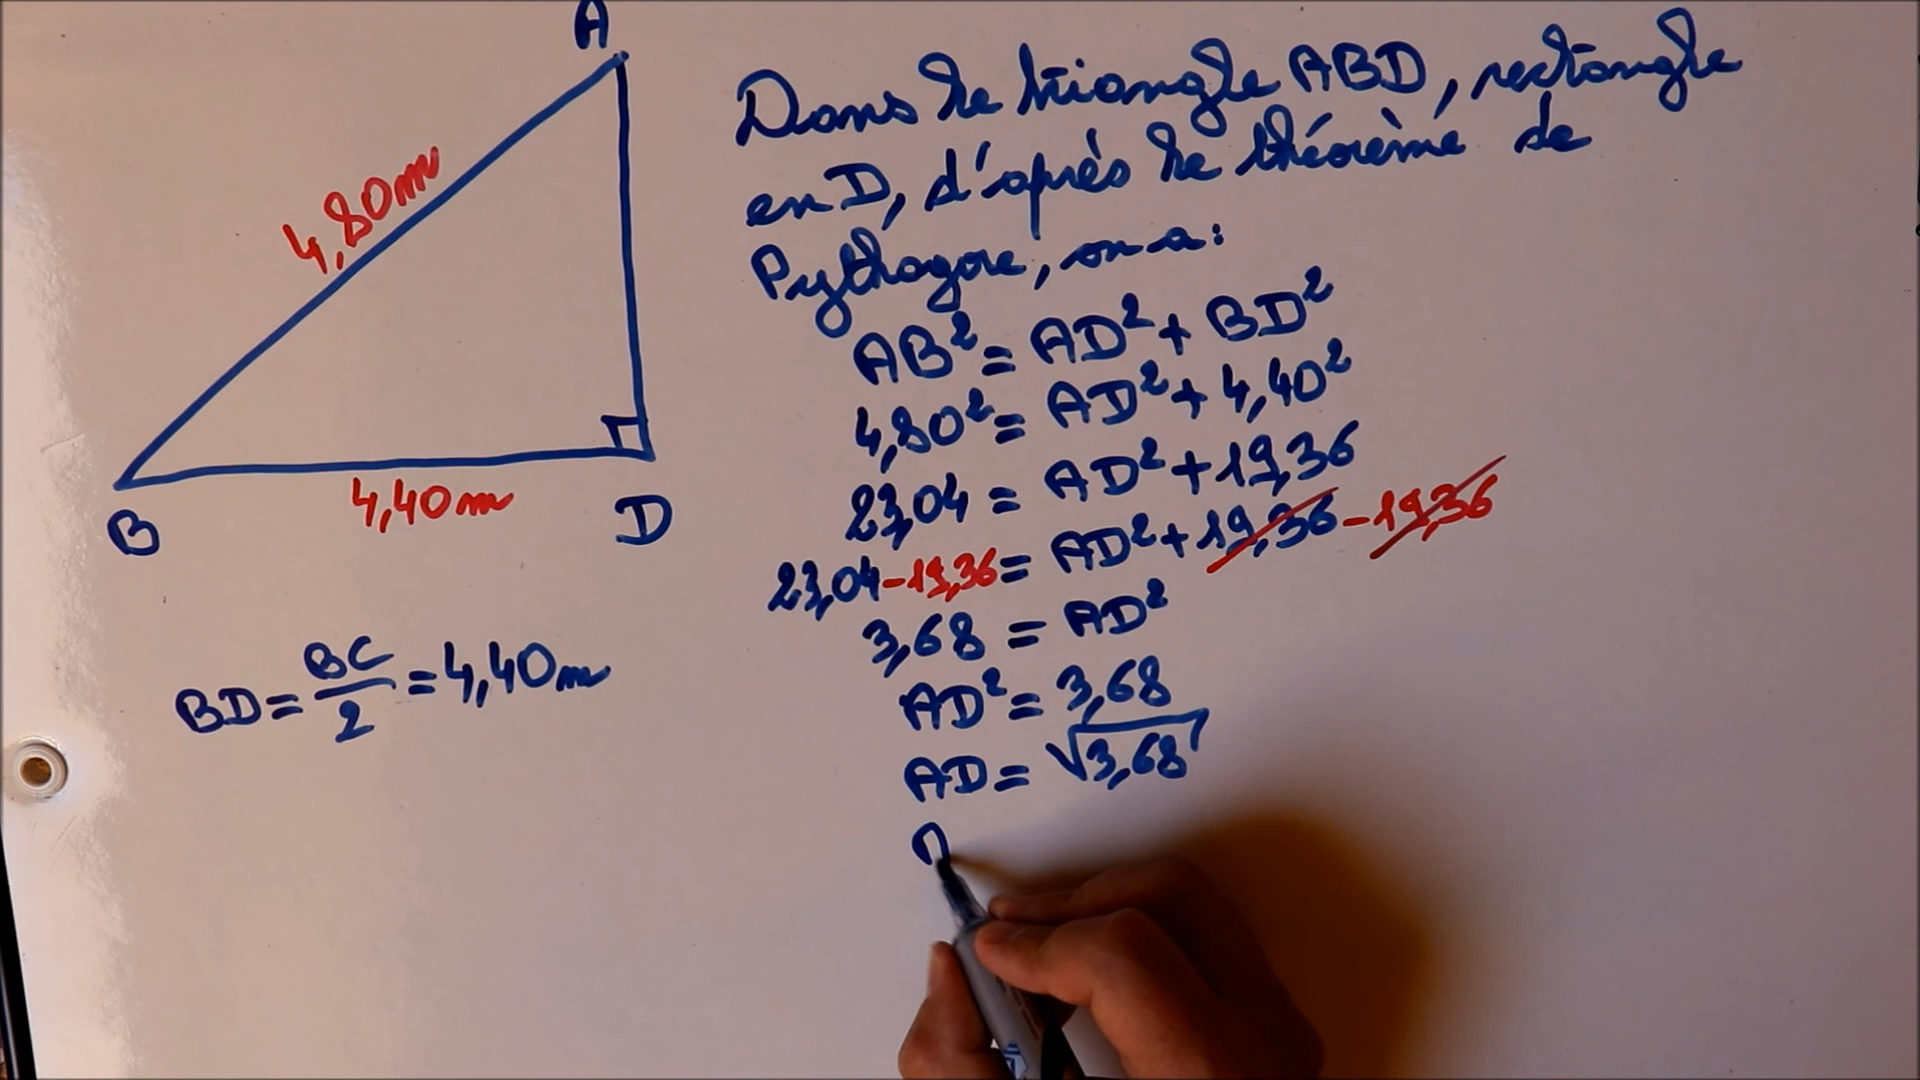 A
4,80m
4,40m
B
D
BD = BC/2 = 4,40m
Dans le triangle ABD, rectangle
en D, d'après le théorème de
Pythagore, on a:
AB² = AD² + BD²
4,80² = AD² + 4,40²
23,04 = AD² + 19,36
23,04 - 19,36 = AD² + 19,36 - 19,36
3,68 = AD²
AD² = 3,68
AD = √3,68